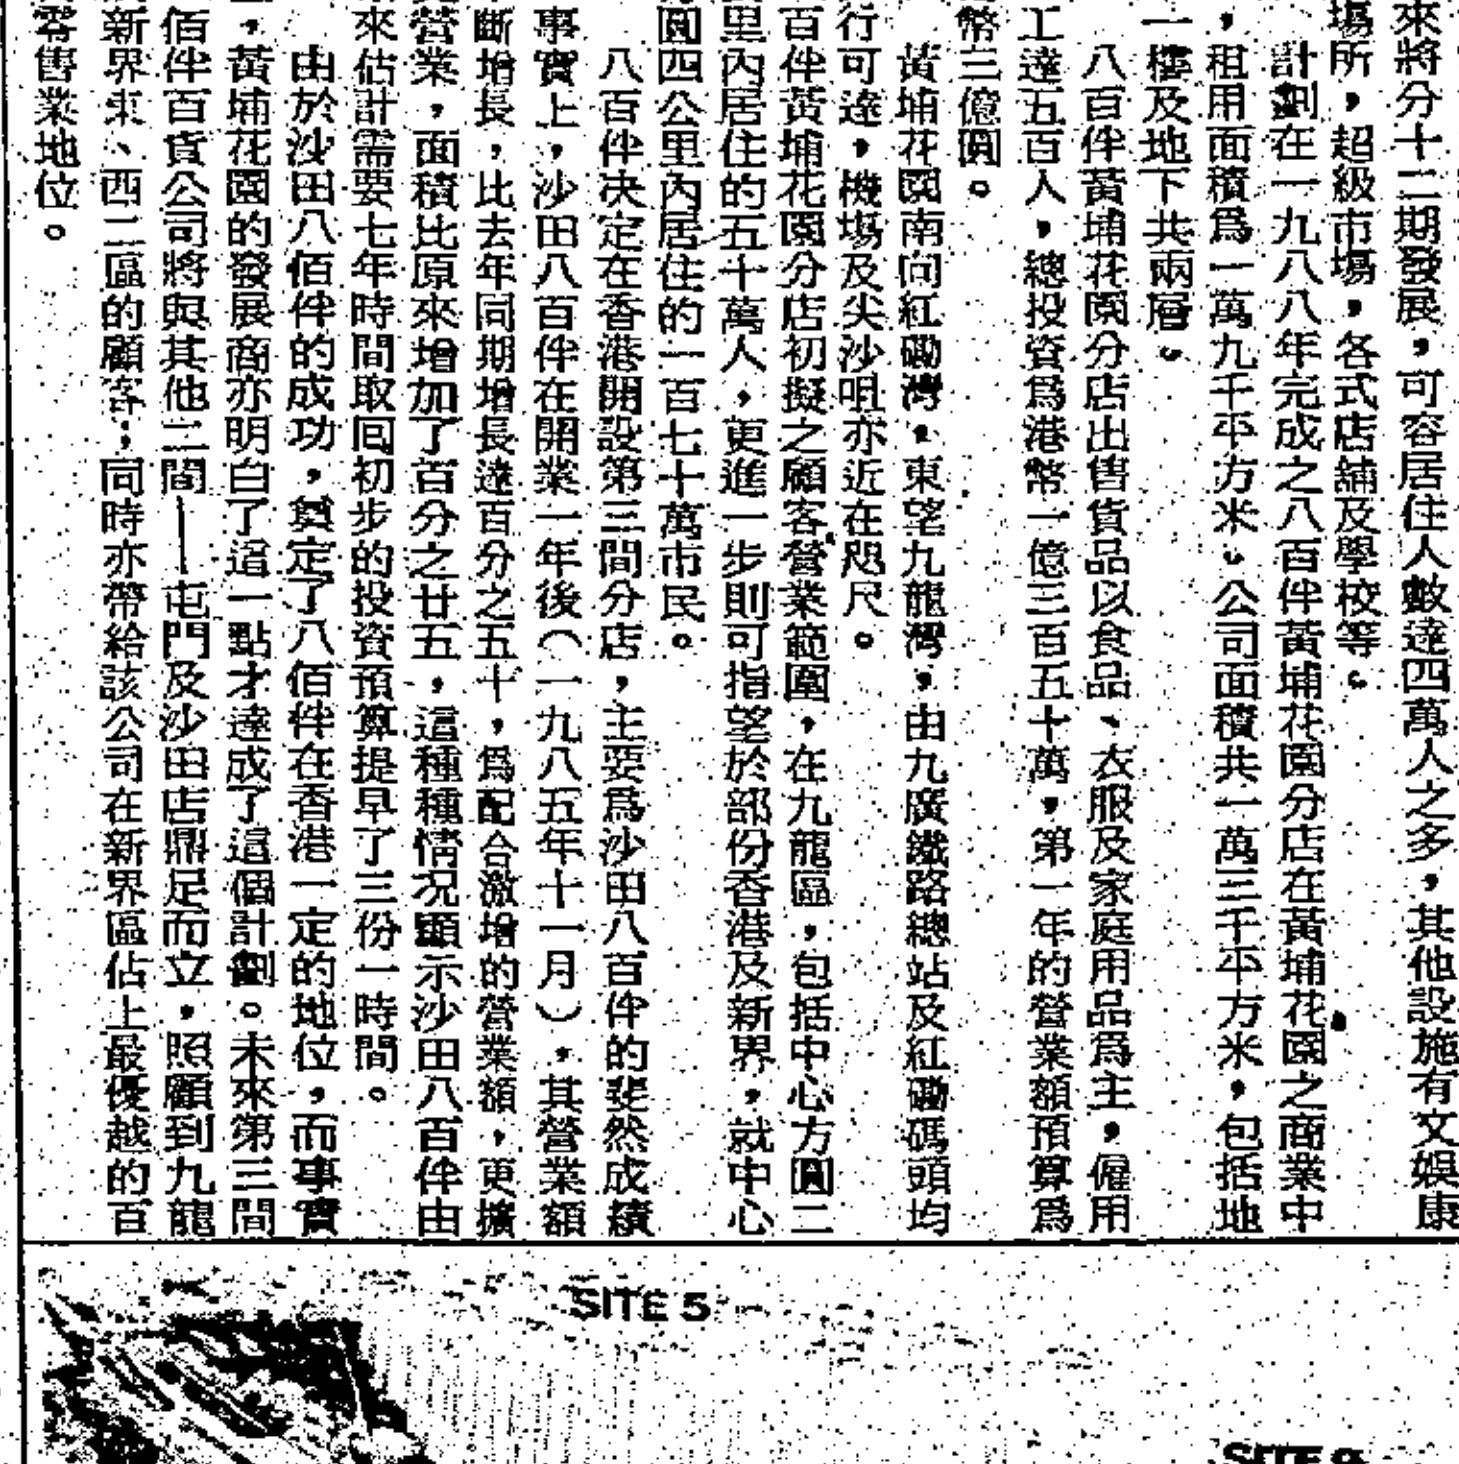 來將分十二期發展，可容居住人數達四萬人之多，其他設施有文娛康
場所，超級市場，各式店舖及學校等。
計劃在一九八八年完成之八百伴黃埔花園分店在黃埔花園之商業中
，租用面積爲一萬九千平方米。公司面積共一萬三千平方米，包括地
一樓及地下共兩層。
八百伴黃埔花園分店出售貨品以食品、衣服及家庭用品爲主，僱用
工達五百人，總投資爲港幣一億三百五十萬，第一年的營業額預算爲
幣三億圓。
黃埔花園南向紅磡灣，東望九龍灣，由九廣鐵路總站及紅磡碼頭均
行可達，機場及尖沙咀亦近在咫尺。
百伴黃埔花園分店初擬之顧客營業範圍，在九龍區，包括中心方圓二
里內居住的五十萬人，更進一步則可指望於部份香港及新界，就中心
圓四公里內居住的一百七十萬市民。
八百伴決定在香港開設第三間分店，主要爲沙田八百伴的斐然成績
事實上，沙田八百伴在開業一年後（一九八五年十一月），其營業額
斷增長，比去年同期增長達百分之五十，爲配合激增的營業額，更擴
營業，面積比原來增加了百分之廿五，這種種情况顯示沙田八百伴由
來估計需要七年時間取回初步的投資預算提早了三份一時間。
由於沙田八佰伴的成功，奠定了八佰伴在香港一定的地位，而事實
，黃埔花園的發展商亦明白了這一點才達成了這個計劃。未來第三間
佰伴百貨公司將與其他二間——屯門及沙田店鼎足而立，照顧到九龍
新界東、西二區的顧客；同時亦帶給該公司在新界區佔上最優越的百
零售業地位。
SITE 5
SITE 9